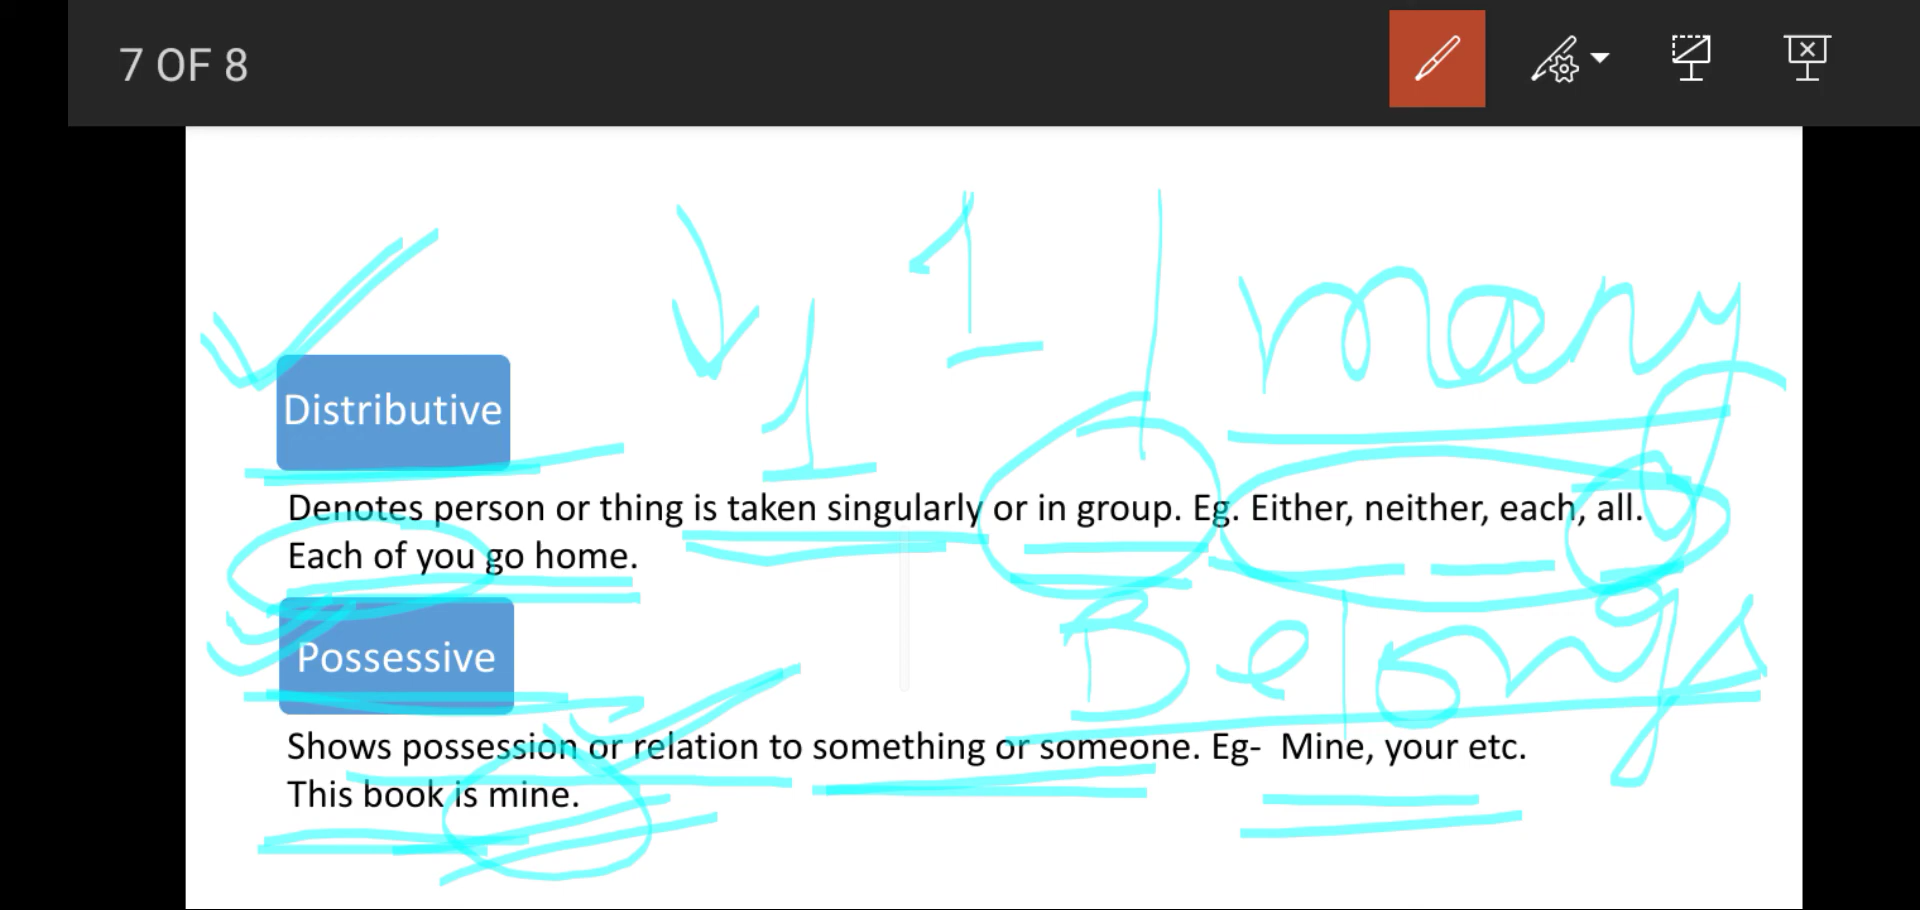 7 OF 8
1 many
1
Distributive
Denotes person or thing is taken singularly or in group. Eg. Either, neither, each, all.
Each of you go home.
Belongs
Possessive
Shows possession or relation to something or someone. Eg-  Mine, your etc.
This book is mine.